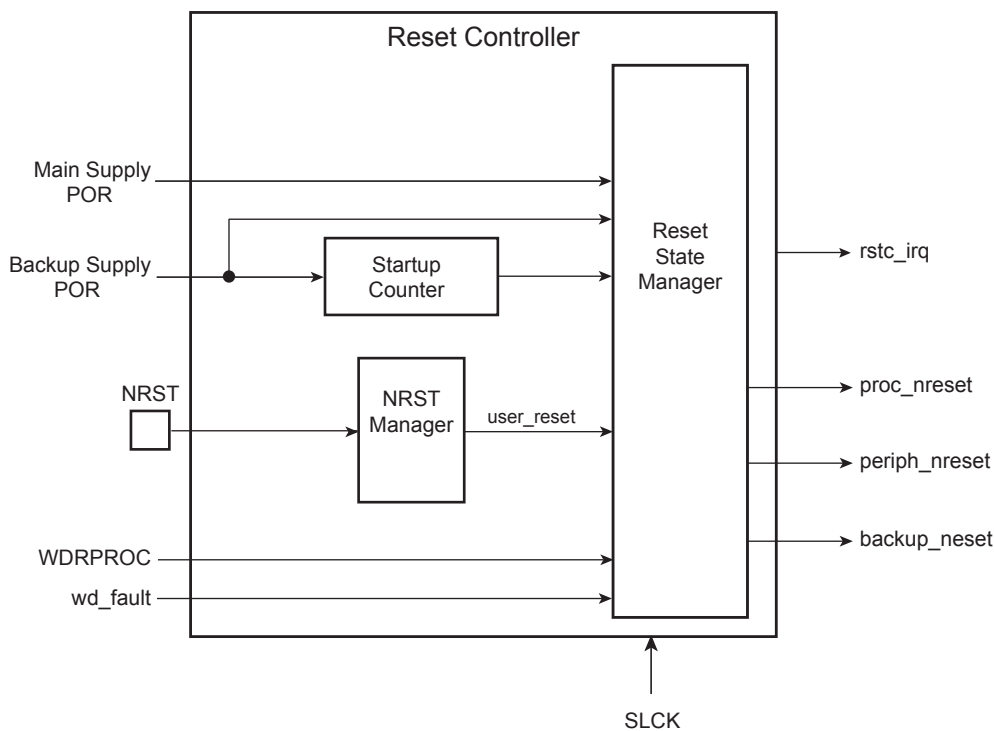 Reset Controller
Main Supply
POR
Backup Supply
POR
Startup
Counter
Reset
State
Manager
rstc_irq
NRST
NRST
Manager
user_reset
proc_nreset
periph_nreset
backup_neset
WDRPROC
wd_fault
SLCK